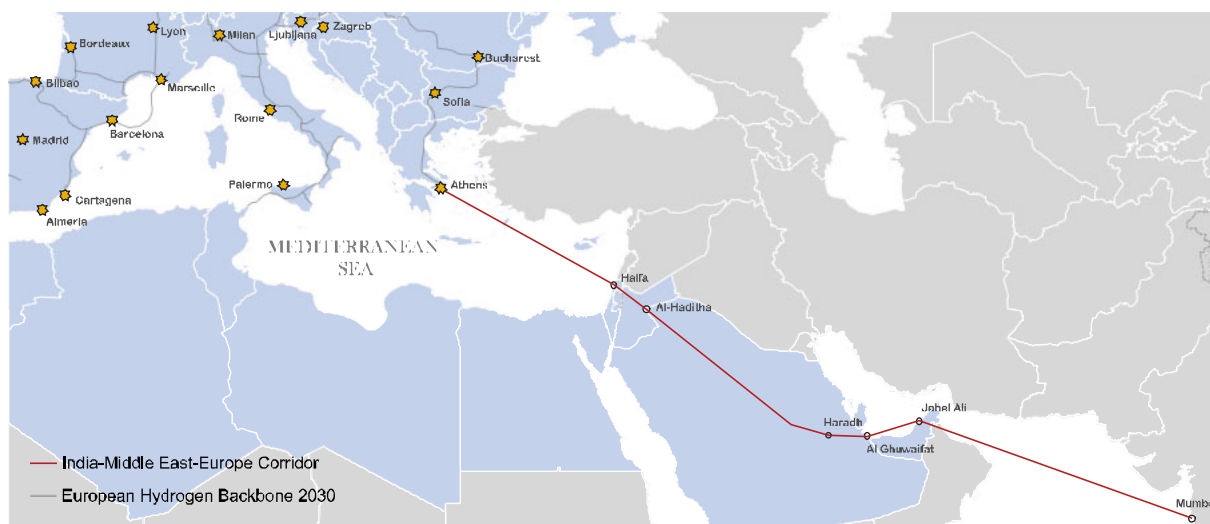 Lyon
Milan
Ljubljana
Zagreb
Bordeaux
Bucharest
Bilbao
Marseille
Sofia
Rome
Barcelona
Madrid
Palermo
Athens
Cartagena
Almeria
MEDITERRANEAN
SEA
Haifa
Al-Haditha
Jebel Ali
Haradh
Al Ghuwaifat
India-Middle East-Europe Corridor
European Hydrogen Backbone 2030
Mumba